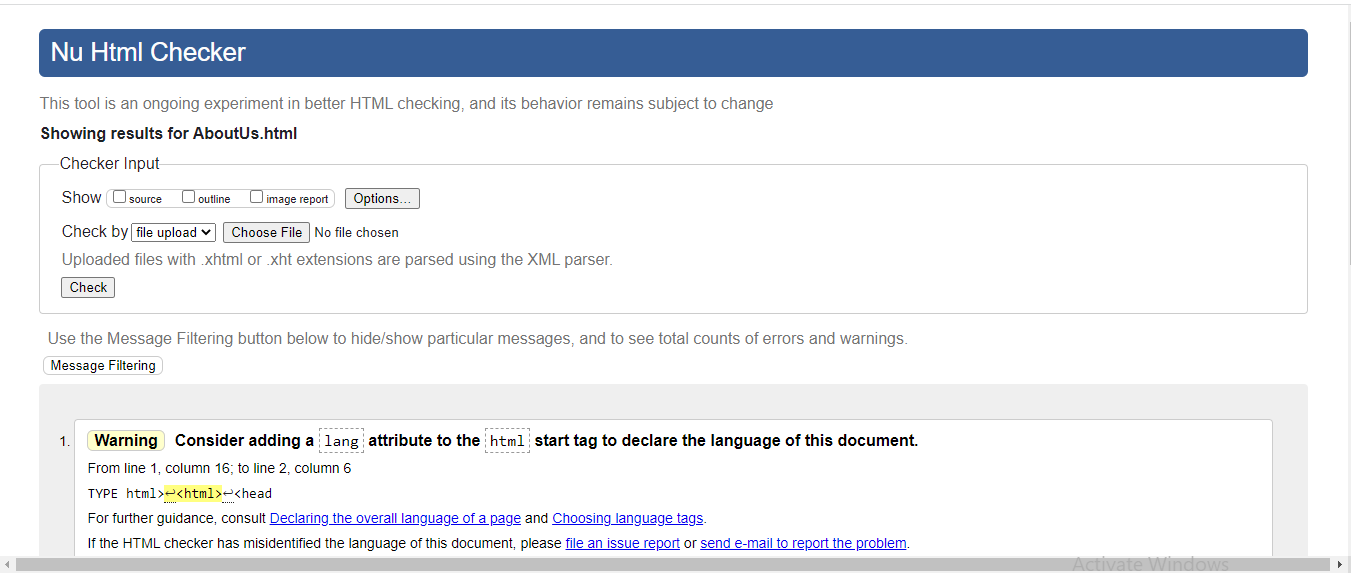 Nu Html Checker
This tool is an ongoing experiment in better HTML checking, and its behavior remains subject to change
Showing results for AboutUs.html
Checker Input
Show source outline image report Options...
Check by file upload Choose File No file chosen
Uploaded files with .xhtml or .xht extensions are parsed using the XML parser.
Check
Use the Message Filtering button below to hide/show particular messages, and to see total counts of errors and warnings.
Message Filtering
1. Warning Consider adding a lang attribute to the html start tag to declare the language of this document.
From line 1, column 16; to line 2, column 6
TYPE html>↩<html>↩<head
For further guidance, consult Declaring the overall language of a page and Choosing language tags.
If the HTML checker has misidentified the language of this document, please file an issue report or send e-mail to report the problem.
Activate Windows